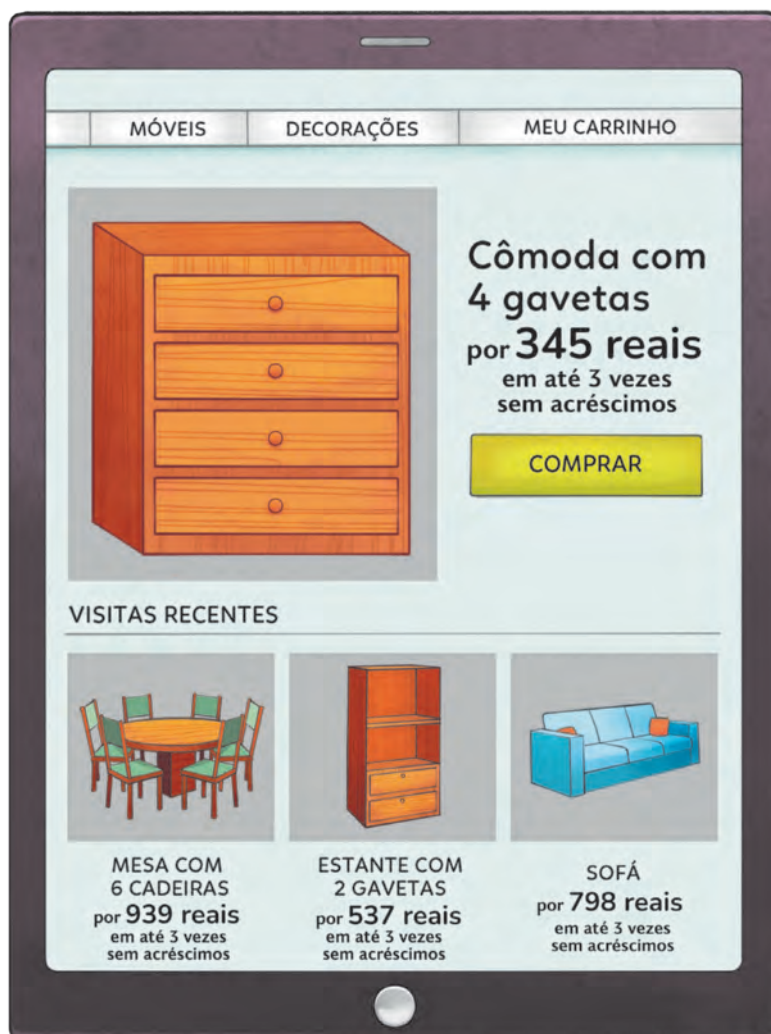 MÓVEIS
DECORAÇÕES
MEU CARRINHO
Cômoda com
4 gavetas
por 345 reais
em até 3 vezes
sem acréscimos
COMPRAR
VISITAS RECENTES
MESA COM
6 CADEIRAS
por 939 reais
em até 3 vezes
sem acréscimos
ESTANTE COM
2 GAVETAS
por 537 reais
em até 3 vezes
sem acréscimos
SOFÁ
por 798 reais
em até 3 vezes
sem acréscimos